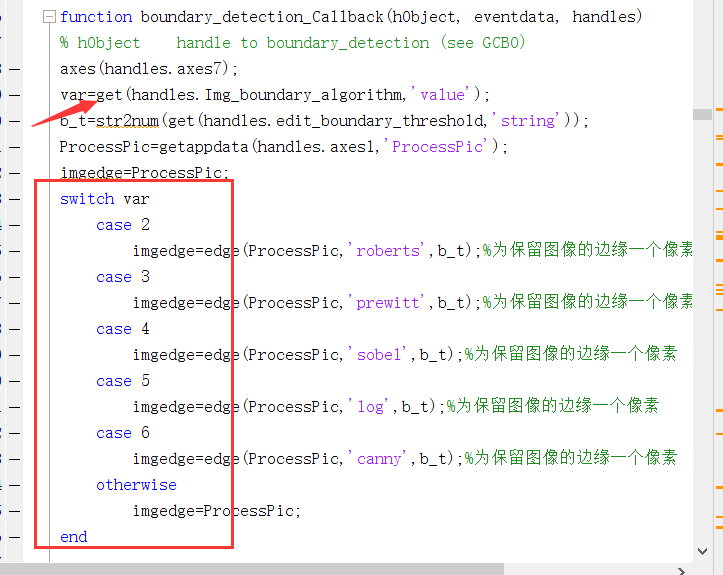 function boundary_detection_Callback(hObject, eventdata, handles)
% hObject    handle to boundary_detection (see GCBO)
axes(handles.axes7);
var=get(handles.Img_boundary_algorithm,'value');
b_t=str2num(get(handles.edit_boundary_threshold,'string'));
ProcessPic=getappdata(handles.axes1,'ProcessPic');
imgedge=ProcessPic;
switch var
    case 2
        imgedge=edge(ProcessPic,'roberts',b_t);%为保留图像的边缘一个像素
    case 3
        imgedge=edge(ProcessPic,'prewitt',b_t);%为保留图像的边缘一个像素
    case 4
        imgedge=edge(ProcessPic,'sobel',b_t);%为保留图像的边缘一个像素
    case 5
        imgedge=edge(ProcessPic,'log',b_t);%为保留图像的边缘一个像素
    case 6
        imgedge=edge(ProcessPic,'canny',b_t);%为保留图像的边缘一个像素
    otherwise
        imgedge=ProcessPic;
end